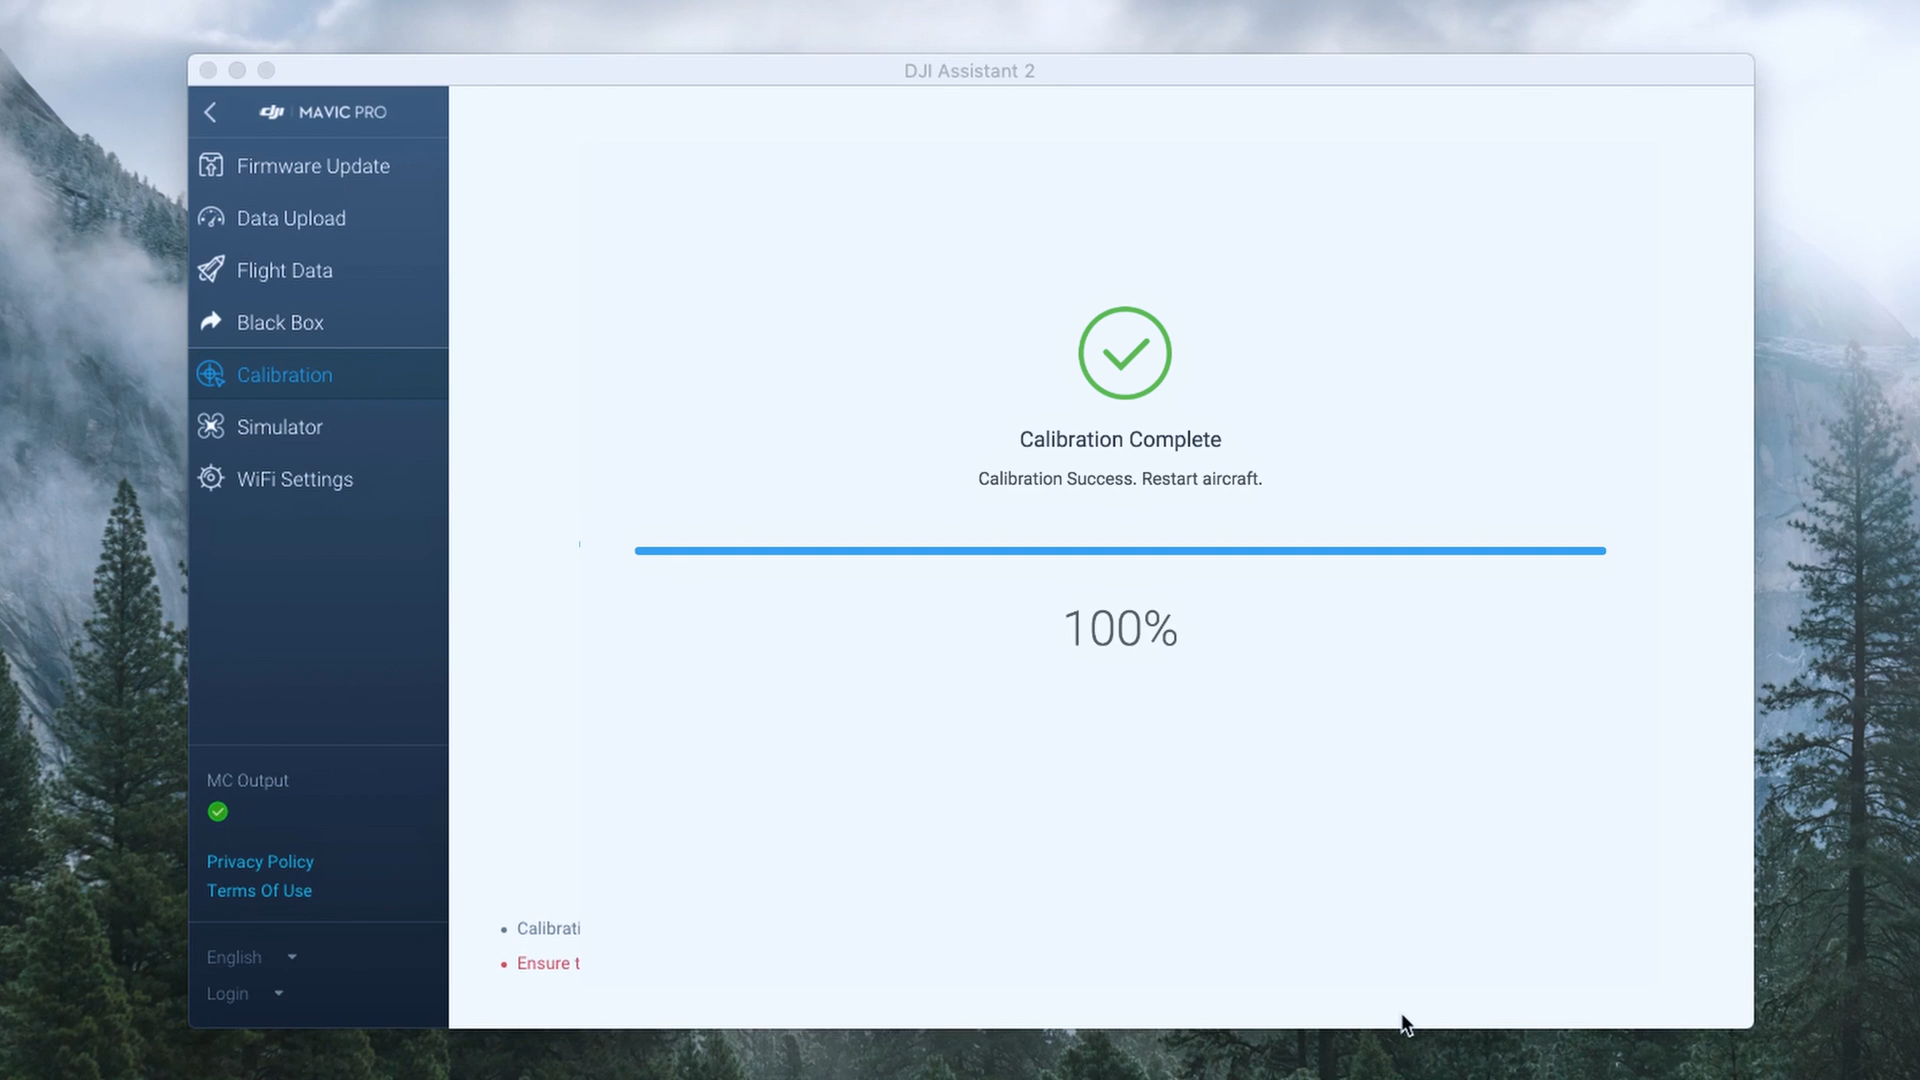 DJI Assistant 2
dji MAVIC PRO
Firmware Update
Data Upload
Flight Data
Black Box
Calibration
Simulator
WiFi Settings
MC Output
Privacy Policy
Terms Of Use
English
Login
Calibration Complete
Calibration Success. Restart aircraft.
100%
• Calibrati
• Ensure t